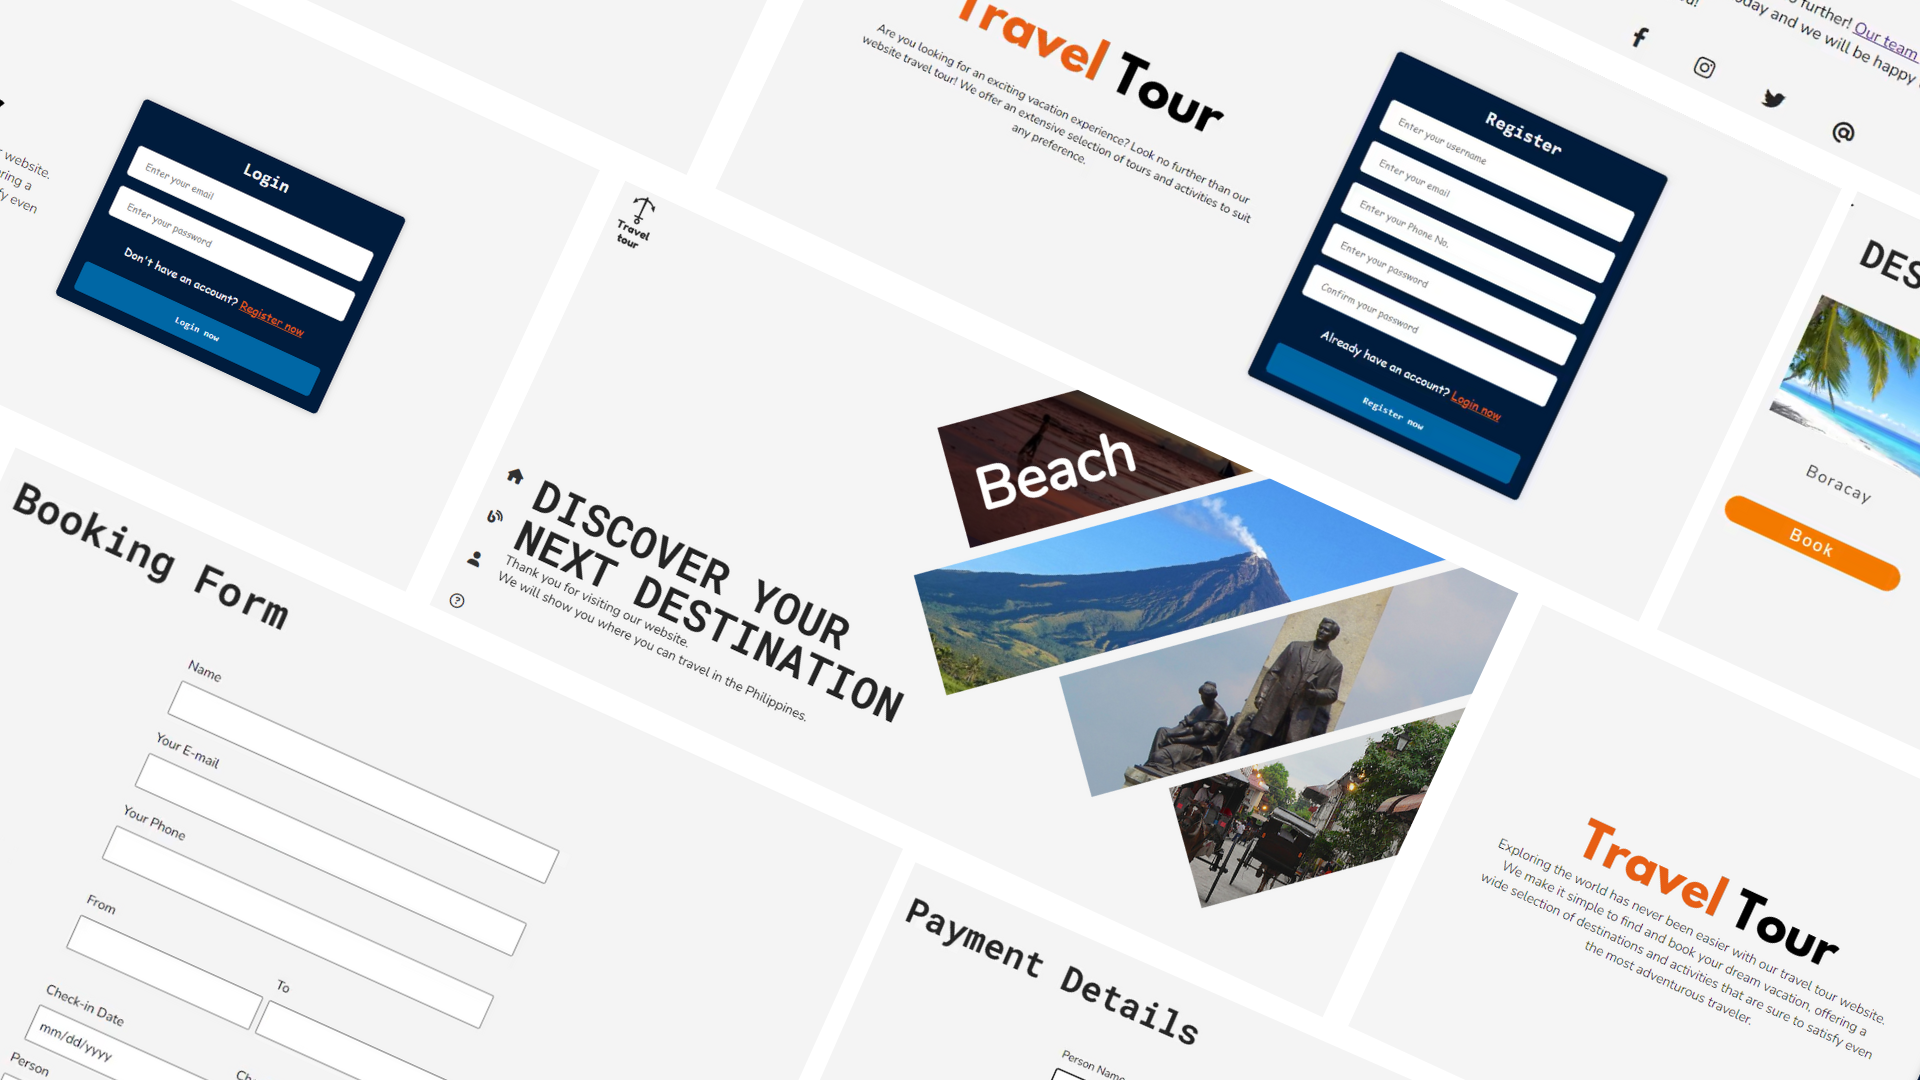 website.
ring a
fy even
Login
Enter your email
Enter your password
Don't have an account? Register now
Login now
Travel Tour
Are you looking for an exciting vacation experience? Look no further than our
website travel tour! We offer an extensive selection of tours and activities to suit
any preference.
Register
Enter your username
Enter your email
Enter your Phone No.
Enter your password
Confirm your password
Already have an account? Login now
Register now
further! Our team
day and we will be happy
DES
Boracay
Book
Travel
tour
DISCOVER YOUR
NEXT DESTINATION
Thank you for visiting our website.
We will show you where you can travel in the Philippines.
Beach
Booking Form
Name
Your E-mail
Your Phone
From
To
Check-in Date
mm/dd/yyyy
Person
Payment Details
Person Name
Travel Tour
Exploring the world has never been easier with our travel tour website.
We make it simple to find and book your dream vacation, offering a
wide selection of destinations and activities that are sure to satisfy even
the most adventurous traveler.